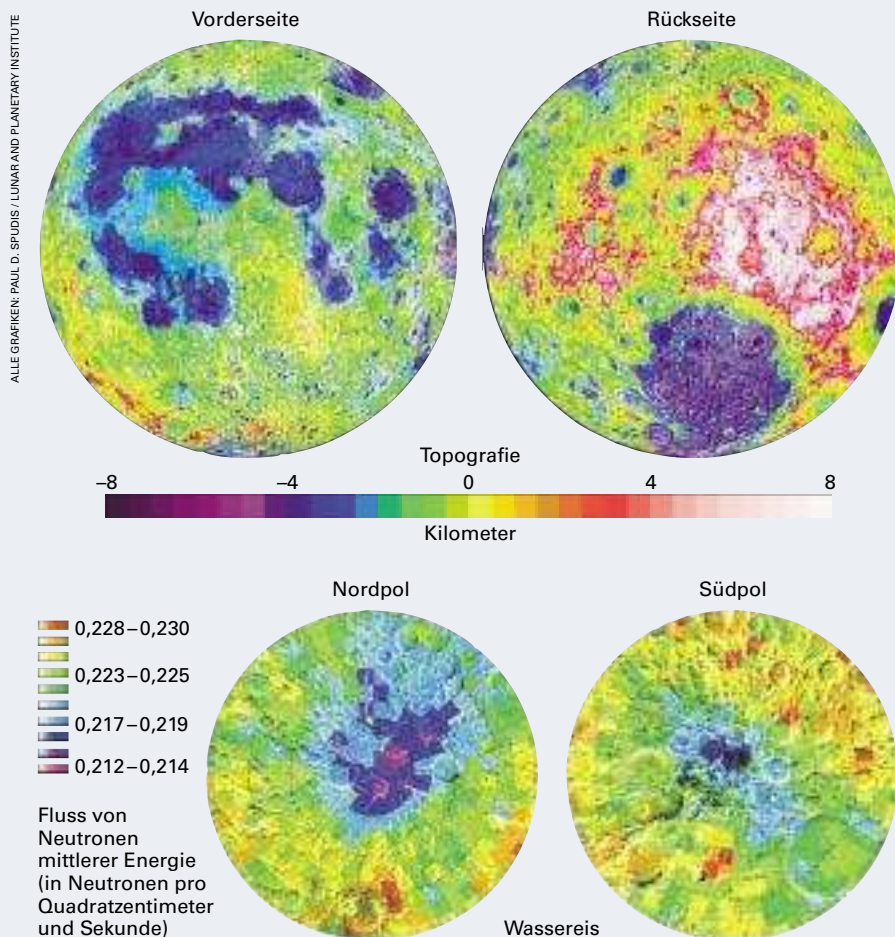 ALLE GRAFIKEN: PAUL D. SPUDIS / LUNAR AND PLANETARY INSTITUTE
Vorderseite
Rückseite
Topografie
–8 –4 0 4 8
Kilometer
Nordpol
Südpol
0,228–0,230
0,223–0,225
0,217–0,219
0,212–0,214
Fluss von
Neutronen
mittlerer Energie
(in Neutronen pro
Quadratzentimeter
und Sekunde)
Wassereis